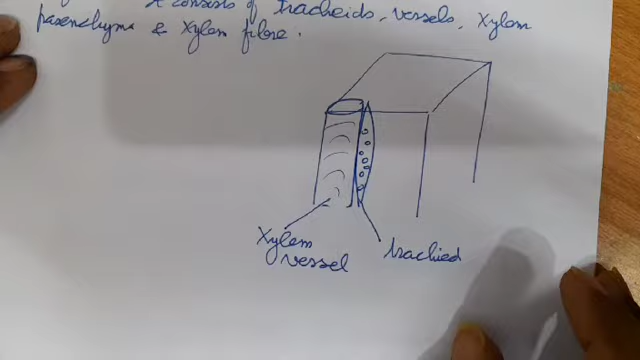 It consists of tracheids, vessels, Xylem
parenchyma & Xylem fibre.
Xylem
vessel
trachied